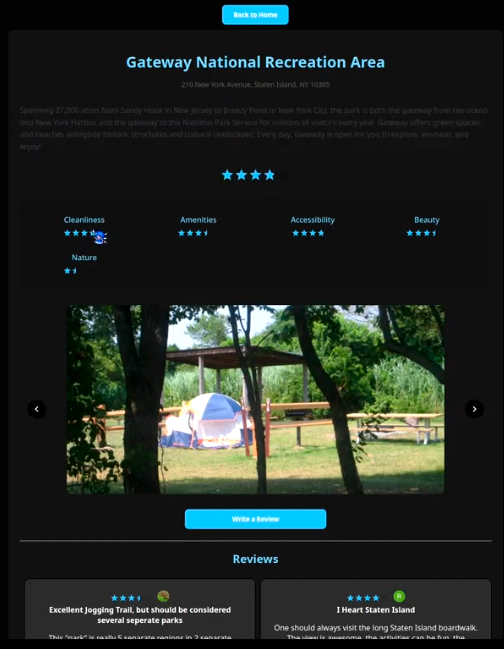 Back to Home
Gateway National Recreation Area
210 New York Avenue, Staten Island, NY 10305
Spanning 27,000 acres from Sandy Hook in New Jersey to Breezy Point in New York City, the park is both the gateway from the ocean
into New York Harbor, and the gateway to the National Park Service for millions of visitors every year. Gateway offers green spaces
and beaches alongside historic structures and cultural landscapes. Every day, Gateway is open for you to explore, envision, and
enjoy!
Cleanliness Amenities Accessibility Beauty
Nature
Write a Review
Reviews
Excellent Jogging Trail, but should be considered
several seperate parks
This "park" is really 5 separate regions in 2 separate
R
I Heart Staten Island
One should always visit the long Staten Island boardwalk.
The view is awesome, the activities can be fun, the